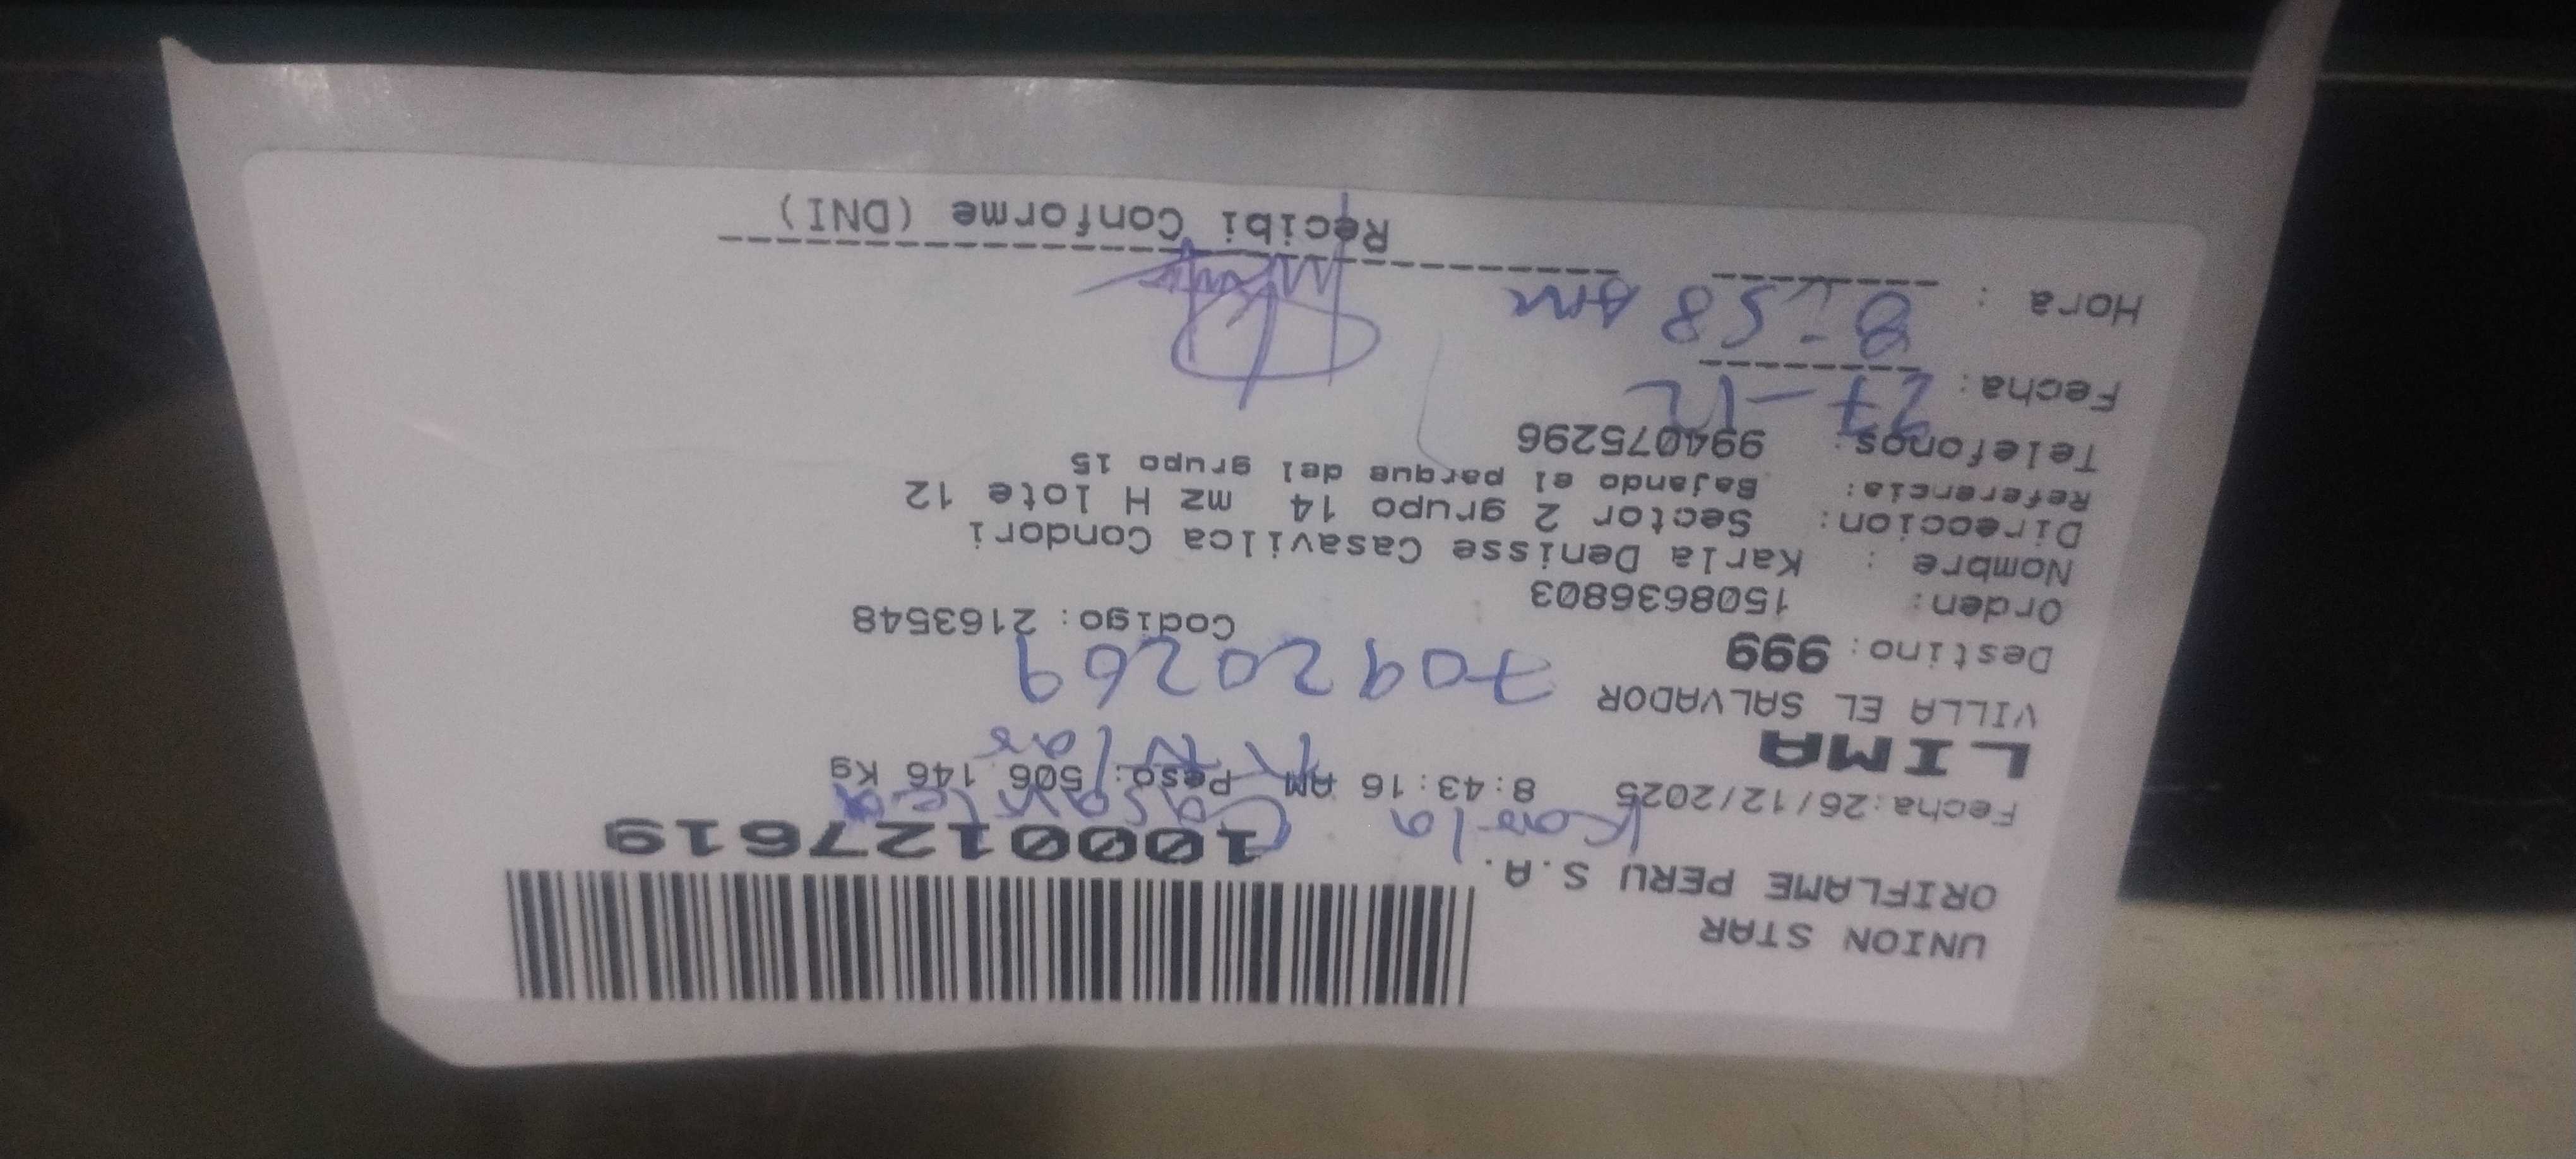 UNION STAR
ORIFLAME PERU S.A.
1000127619
Karla Casavilca
Fecha:26/12/2025 8:43:16 AM Peso: 506.146 Kg
LIMA
VILLA EL SALVADOR
70920269
Destino: 999
Codigo: 2163548
Orden: 1508636803
Nombre : Karla Denisse Casavilca Condori
Direccion: Sector 2 grupo 14 mz H lote 12
Referencia: Bajando el parque del grupo 15
Telefonos: 994075296
Fecha: 27-12
Hora : 8:58 Am
Recibi Conforme (DNI)